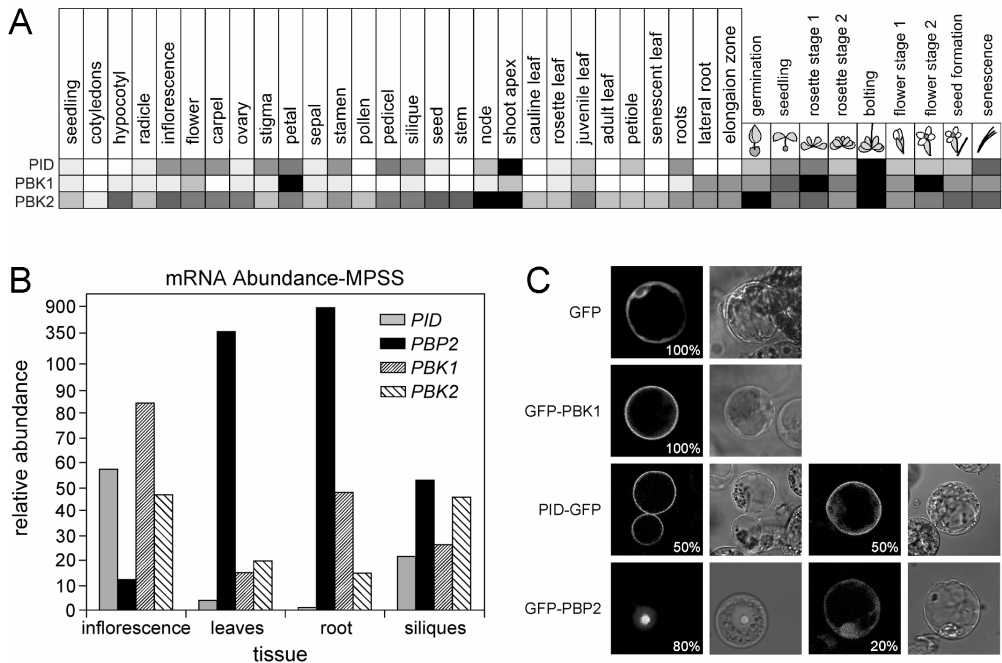 A
seedling
cotyledons
hypocotyl
radicle
inflorescence
flower
carpel
ovary
stigma
petal
sepal
stamen
pollen
pedicel
silique
seed
stem
node
shoot apex
cauline leaf
rosette leaf
juvenile leaf
adult leaf
petiole
senescent leaf
roots
lateral root
elongaion zone
germination
seedling
rosette stage 1
rosette stage 2
bolling
flower stage 1
flower stage 2
seed formation
senescence
PID
PBK1
PBK2
B
mRNA Abundance-MPSS
relative abundance
900
350
100
90
80
70
60
50
40
30
20
10
0
PID
PBP2
PBK1
PBK2
inflorescence leaves root siliques
tissue
C
GFP
100%
GFP-PBK1
100%
PID-GFP
50%
50%
GFP-PBP2
80%
20%